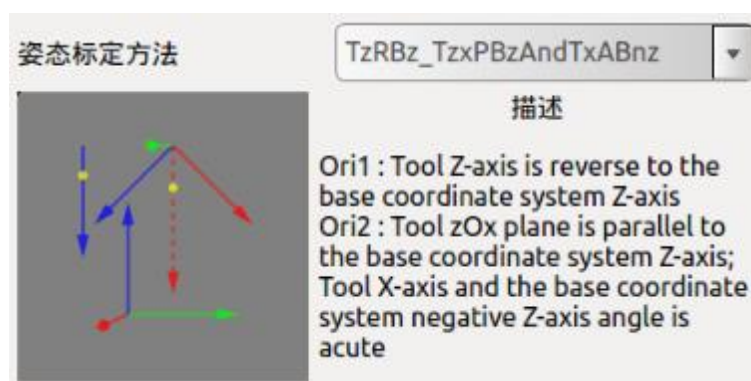 姿态标定方法
TzRBz_TzxPBzAndTxABnz
描述
Ori1 : Tool Z-axis is reverse to the
base coordinate system Z-axis
Ori2 : Tool zOx plane is parallel to
the base coordinate system Z-axis;
Tool X-axis and the base coordinate
system negative Z-axis angle is
acute